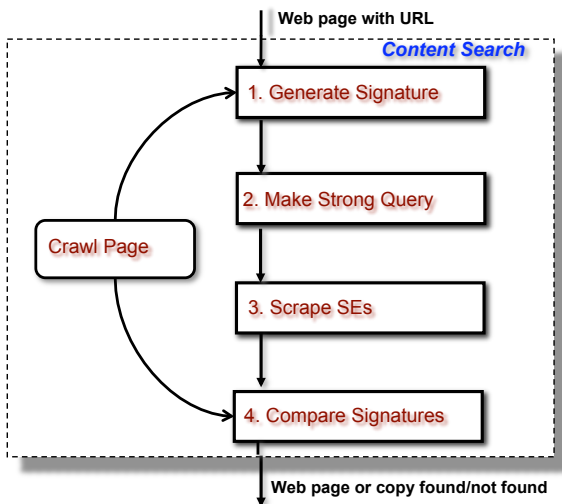 Web page with URL
Content Search
1. Generate Signature
2. Make Strong Query
Crawl Page
3. Scrape SEs
4. Compare Signatures
Web page or copy found/not found